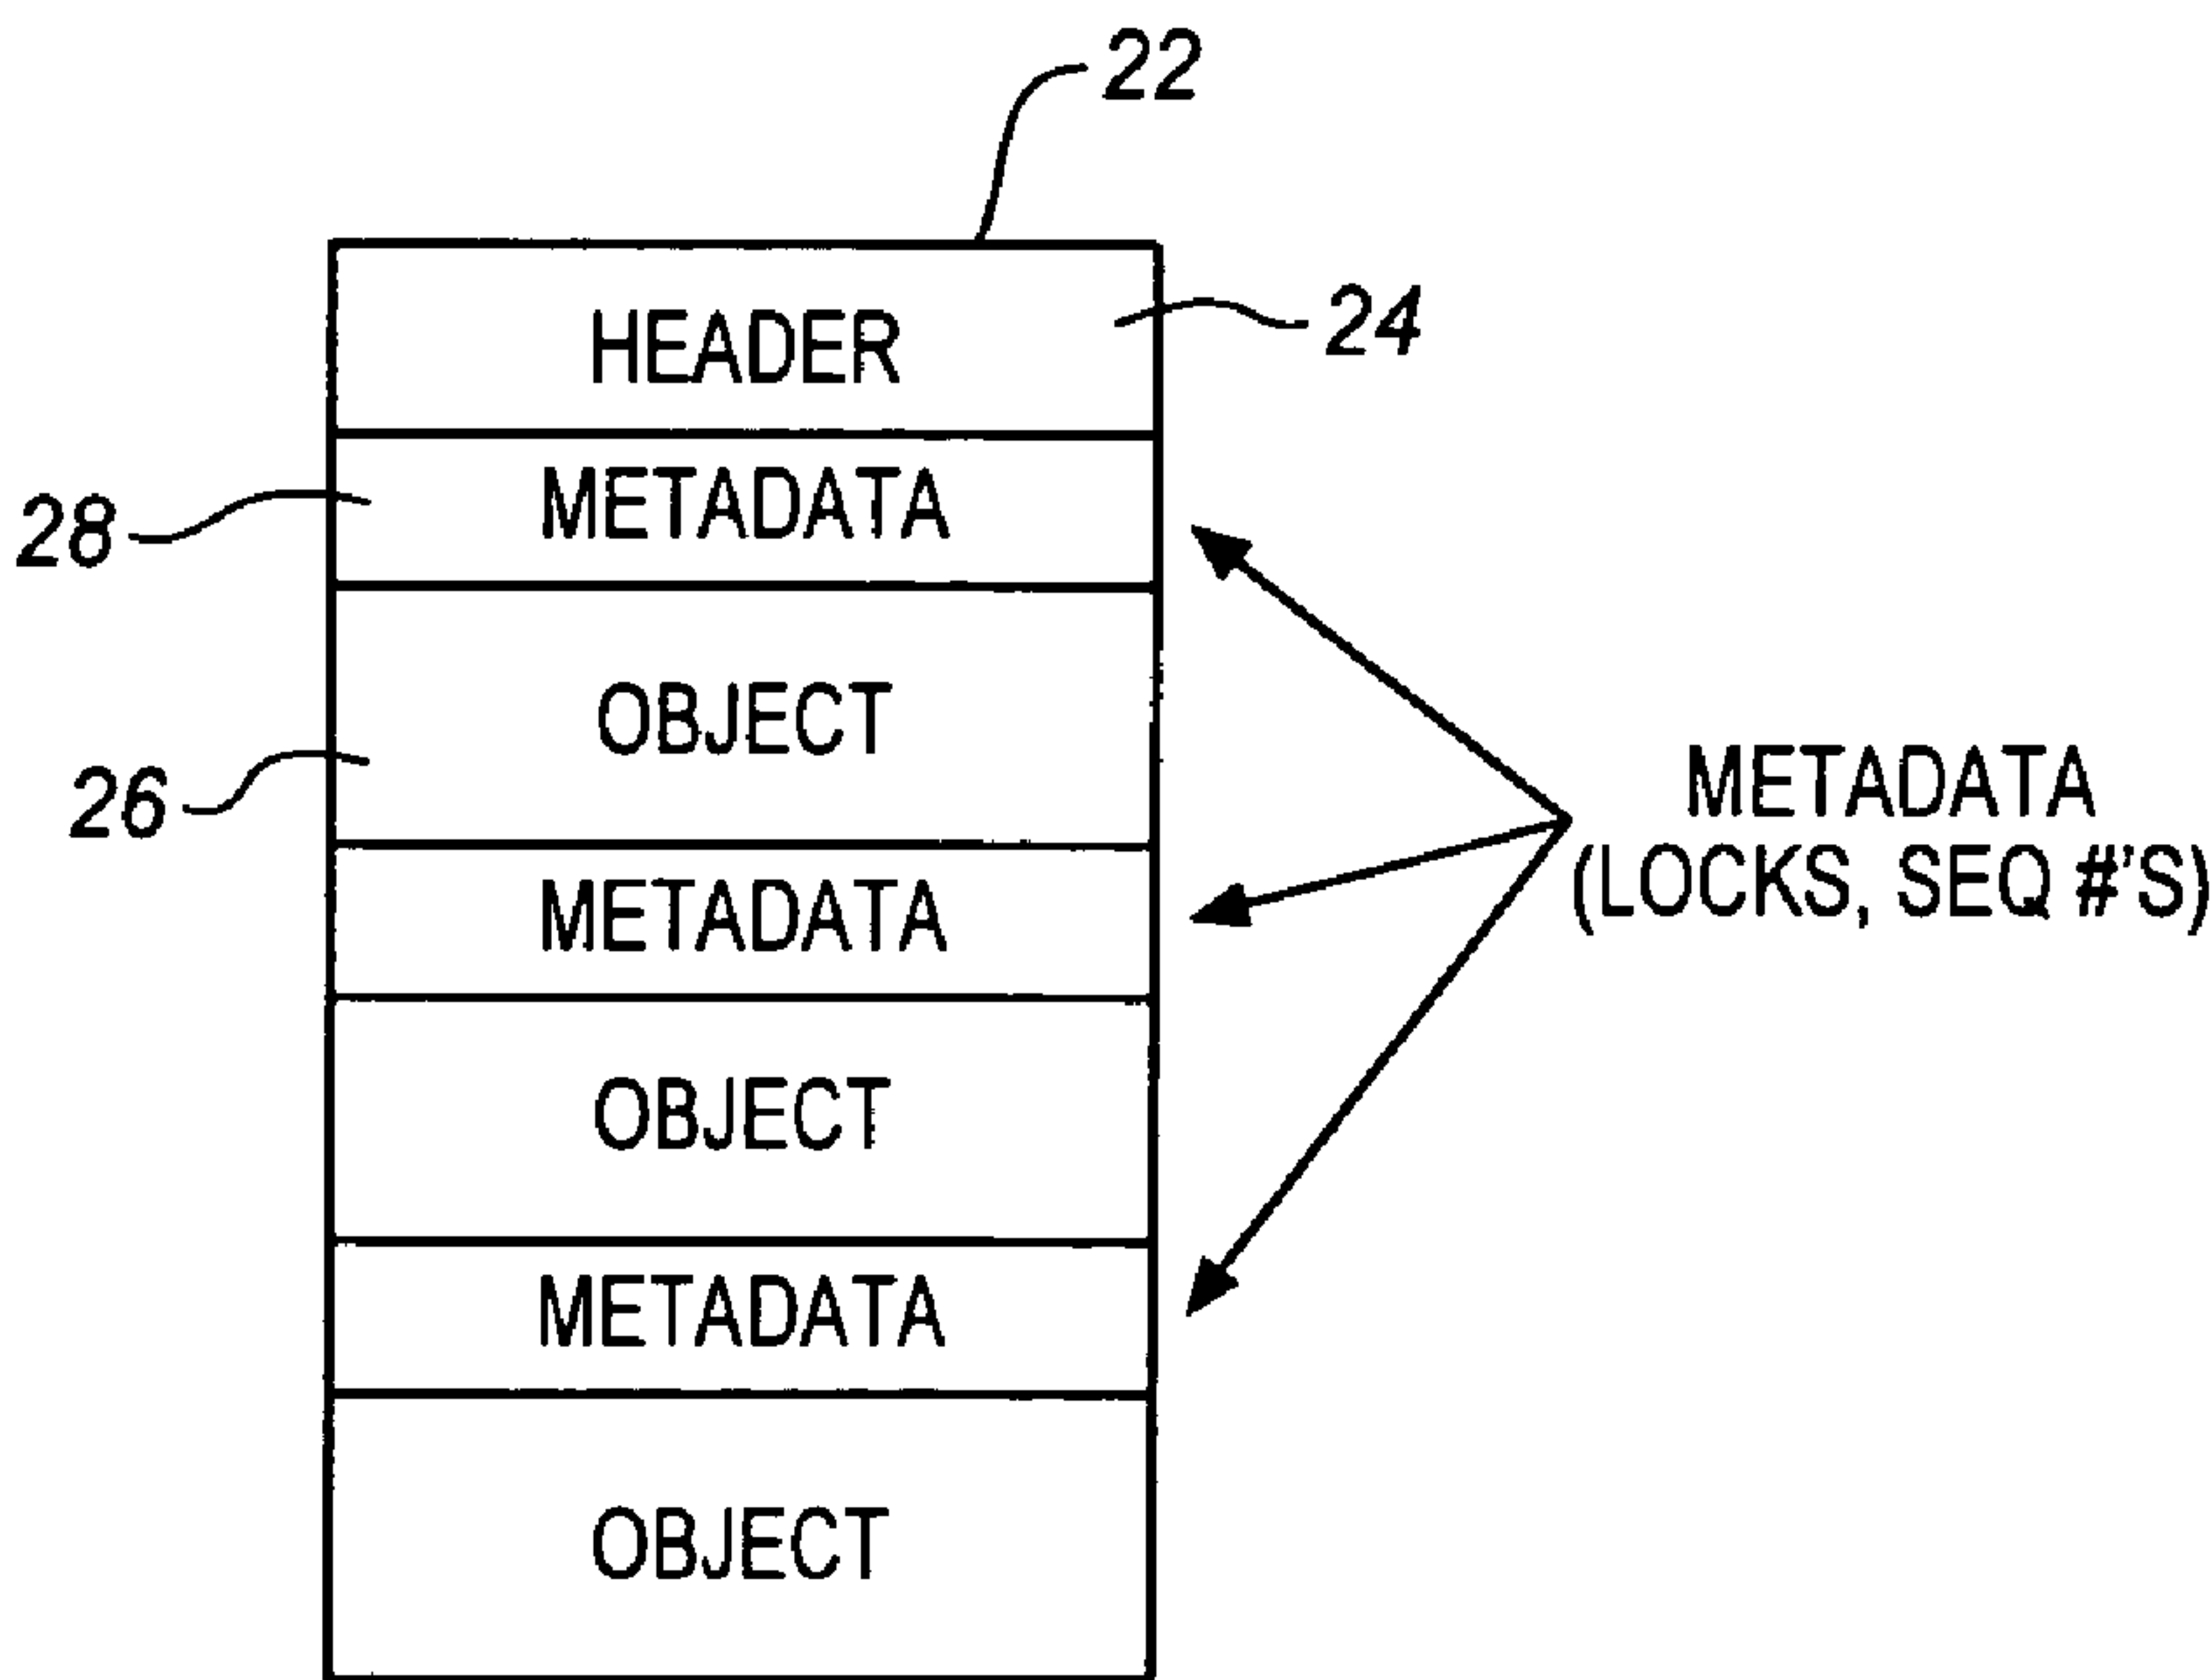 22
HEADER
24
METADATA
28
OBJECT
26
METADATA
(LOCKS, SEQ #'S)
METADATA
OBJECT
METADATA
OBJECT